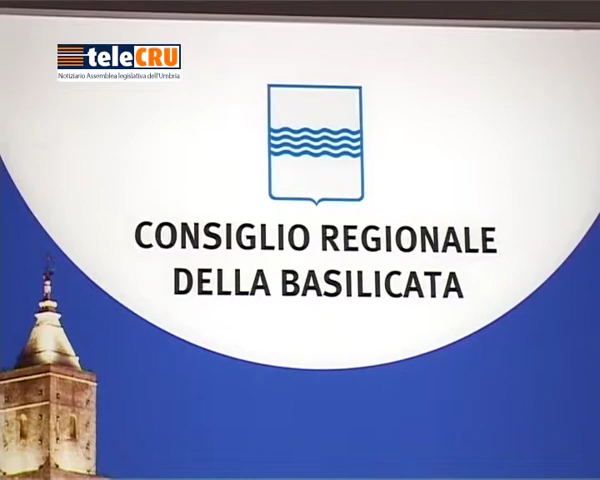 teleCRU
Notiziario Assemblea legislativa dell'Umbria
CONSIGLIO REGIONALE
DELLA BASILICATA